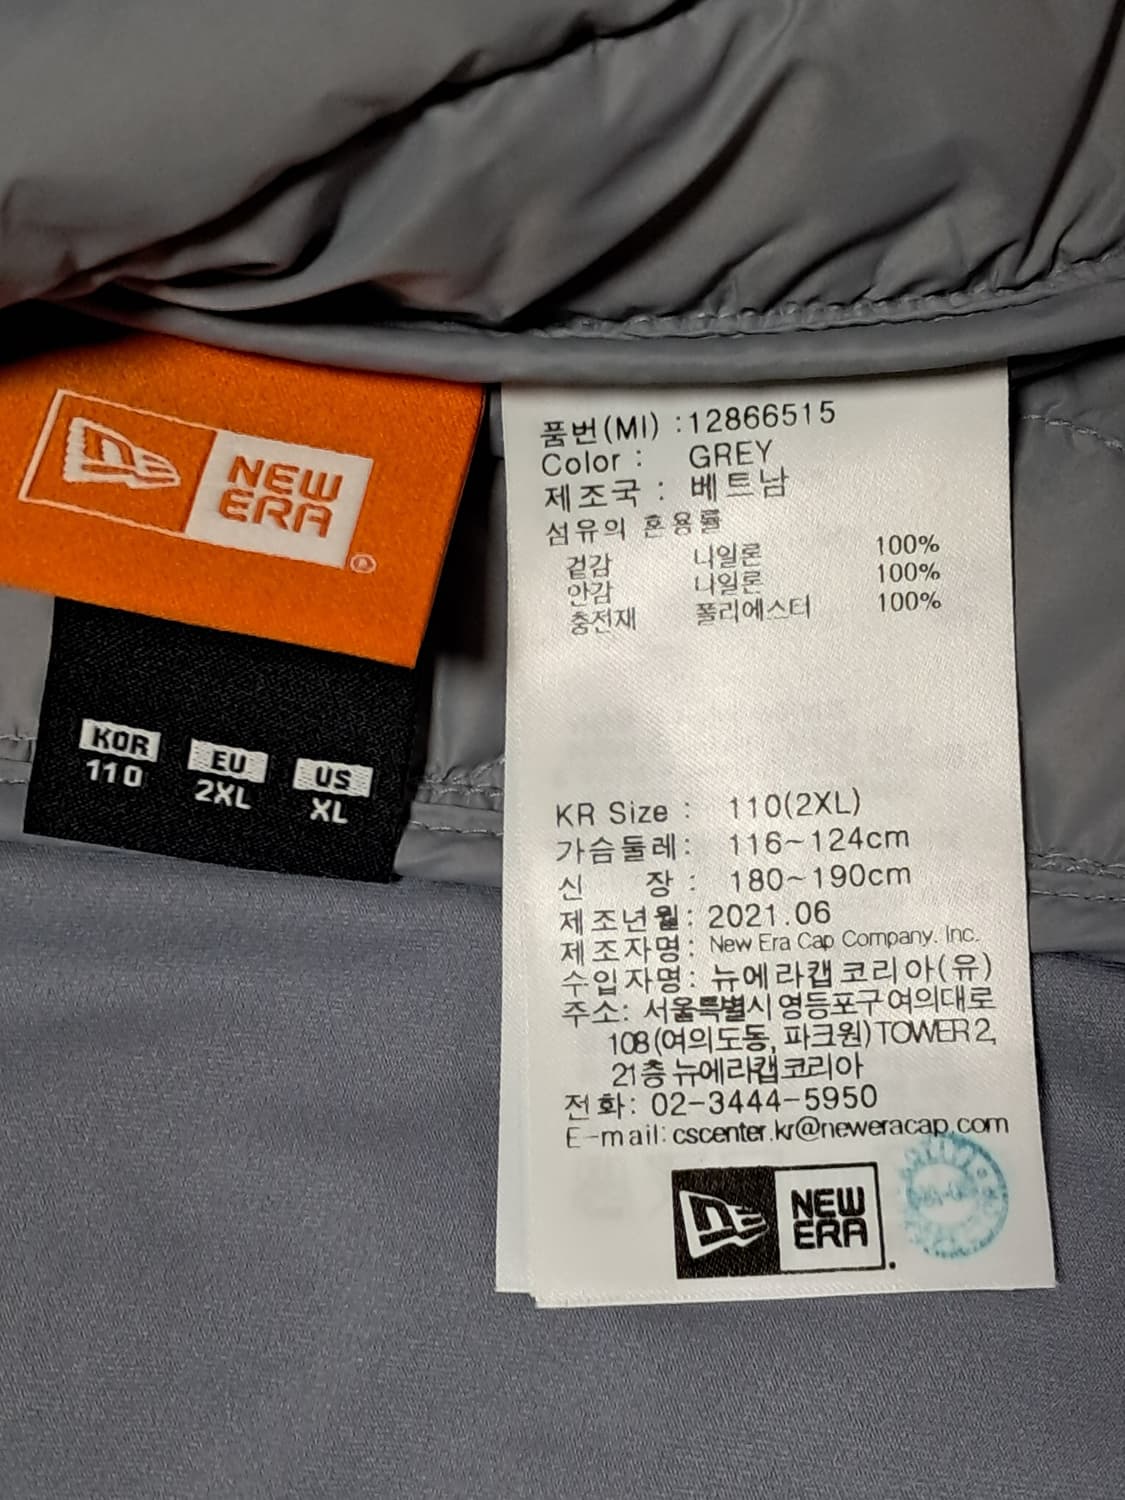 NEW
ERA
®
KOR EU US
110 2XL XL
품번(MI) :12866515
Color : GREY
제조국 : 베트남
섬유의 혼용률
겉감 나일론 100%
안감 나일론 100%
충전재 폴리에스터 100%
KR Size : 110(2XL)
가슴둘레: 116~124cm
신 장 : 180~190cm
제조년월: 2021.06
제조자명: New Era Cap Company. Inc.
수입자명: 뉴에라캡코리아(유)
주소: 서울특별시 영등포구 여의대로
108(여의도동, 파크원) TOWER 2,
21층 뉴에라캡코리아
전화: 02-3444-5950
E-mail: cscenter.kr@neweracap.com
NEW
ERA